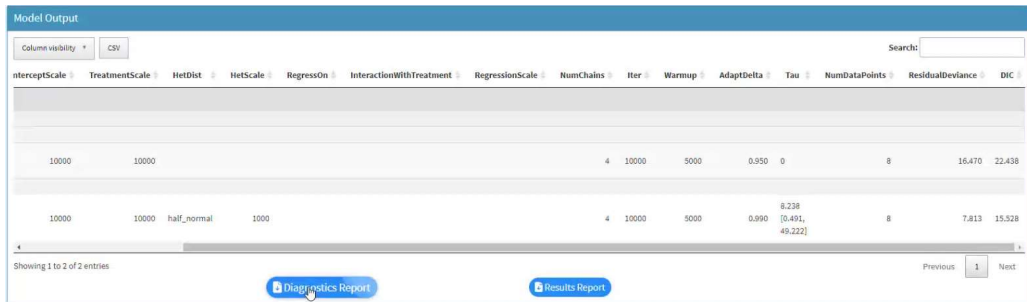 Model Output
Column visibility CSV Search:
nterceptScale TreatmentScale HetDist HetScale RegressOn InteractionWithTreatment RegressionScale NumChains Iter Warmup AdaptDelta Tau NumDataPoints ResidualDeviance DIC
10000 10000 4 10000 5000 0.950 0 8 16.470 22.438
8.238
10000 10000 half_normal 1000 4 10000 5000 0.990 [0.491, 8 7.813 15.528
49.222]
Showing 1 to 2 of 2 entries Previous 1 Next
Diagnostics Report Results Report